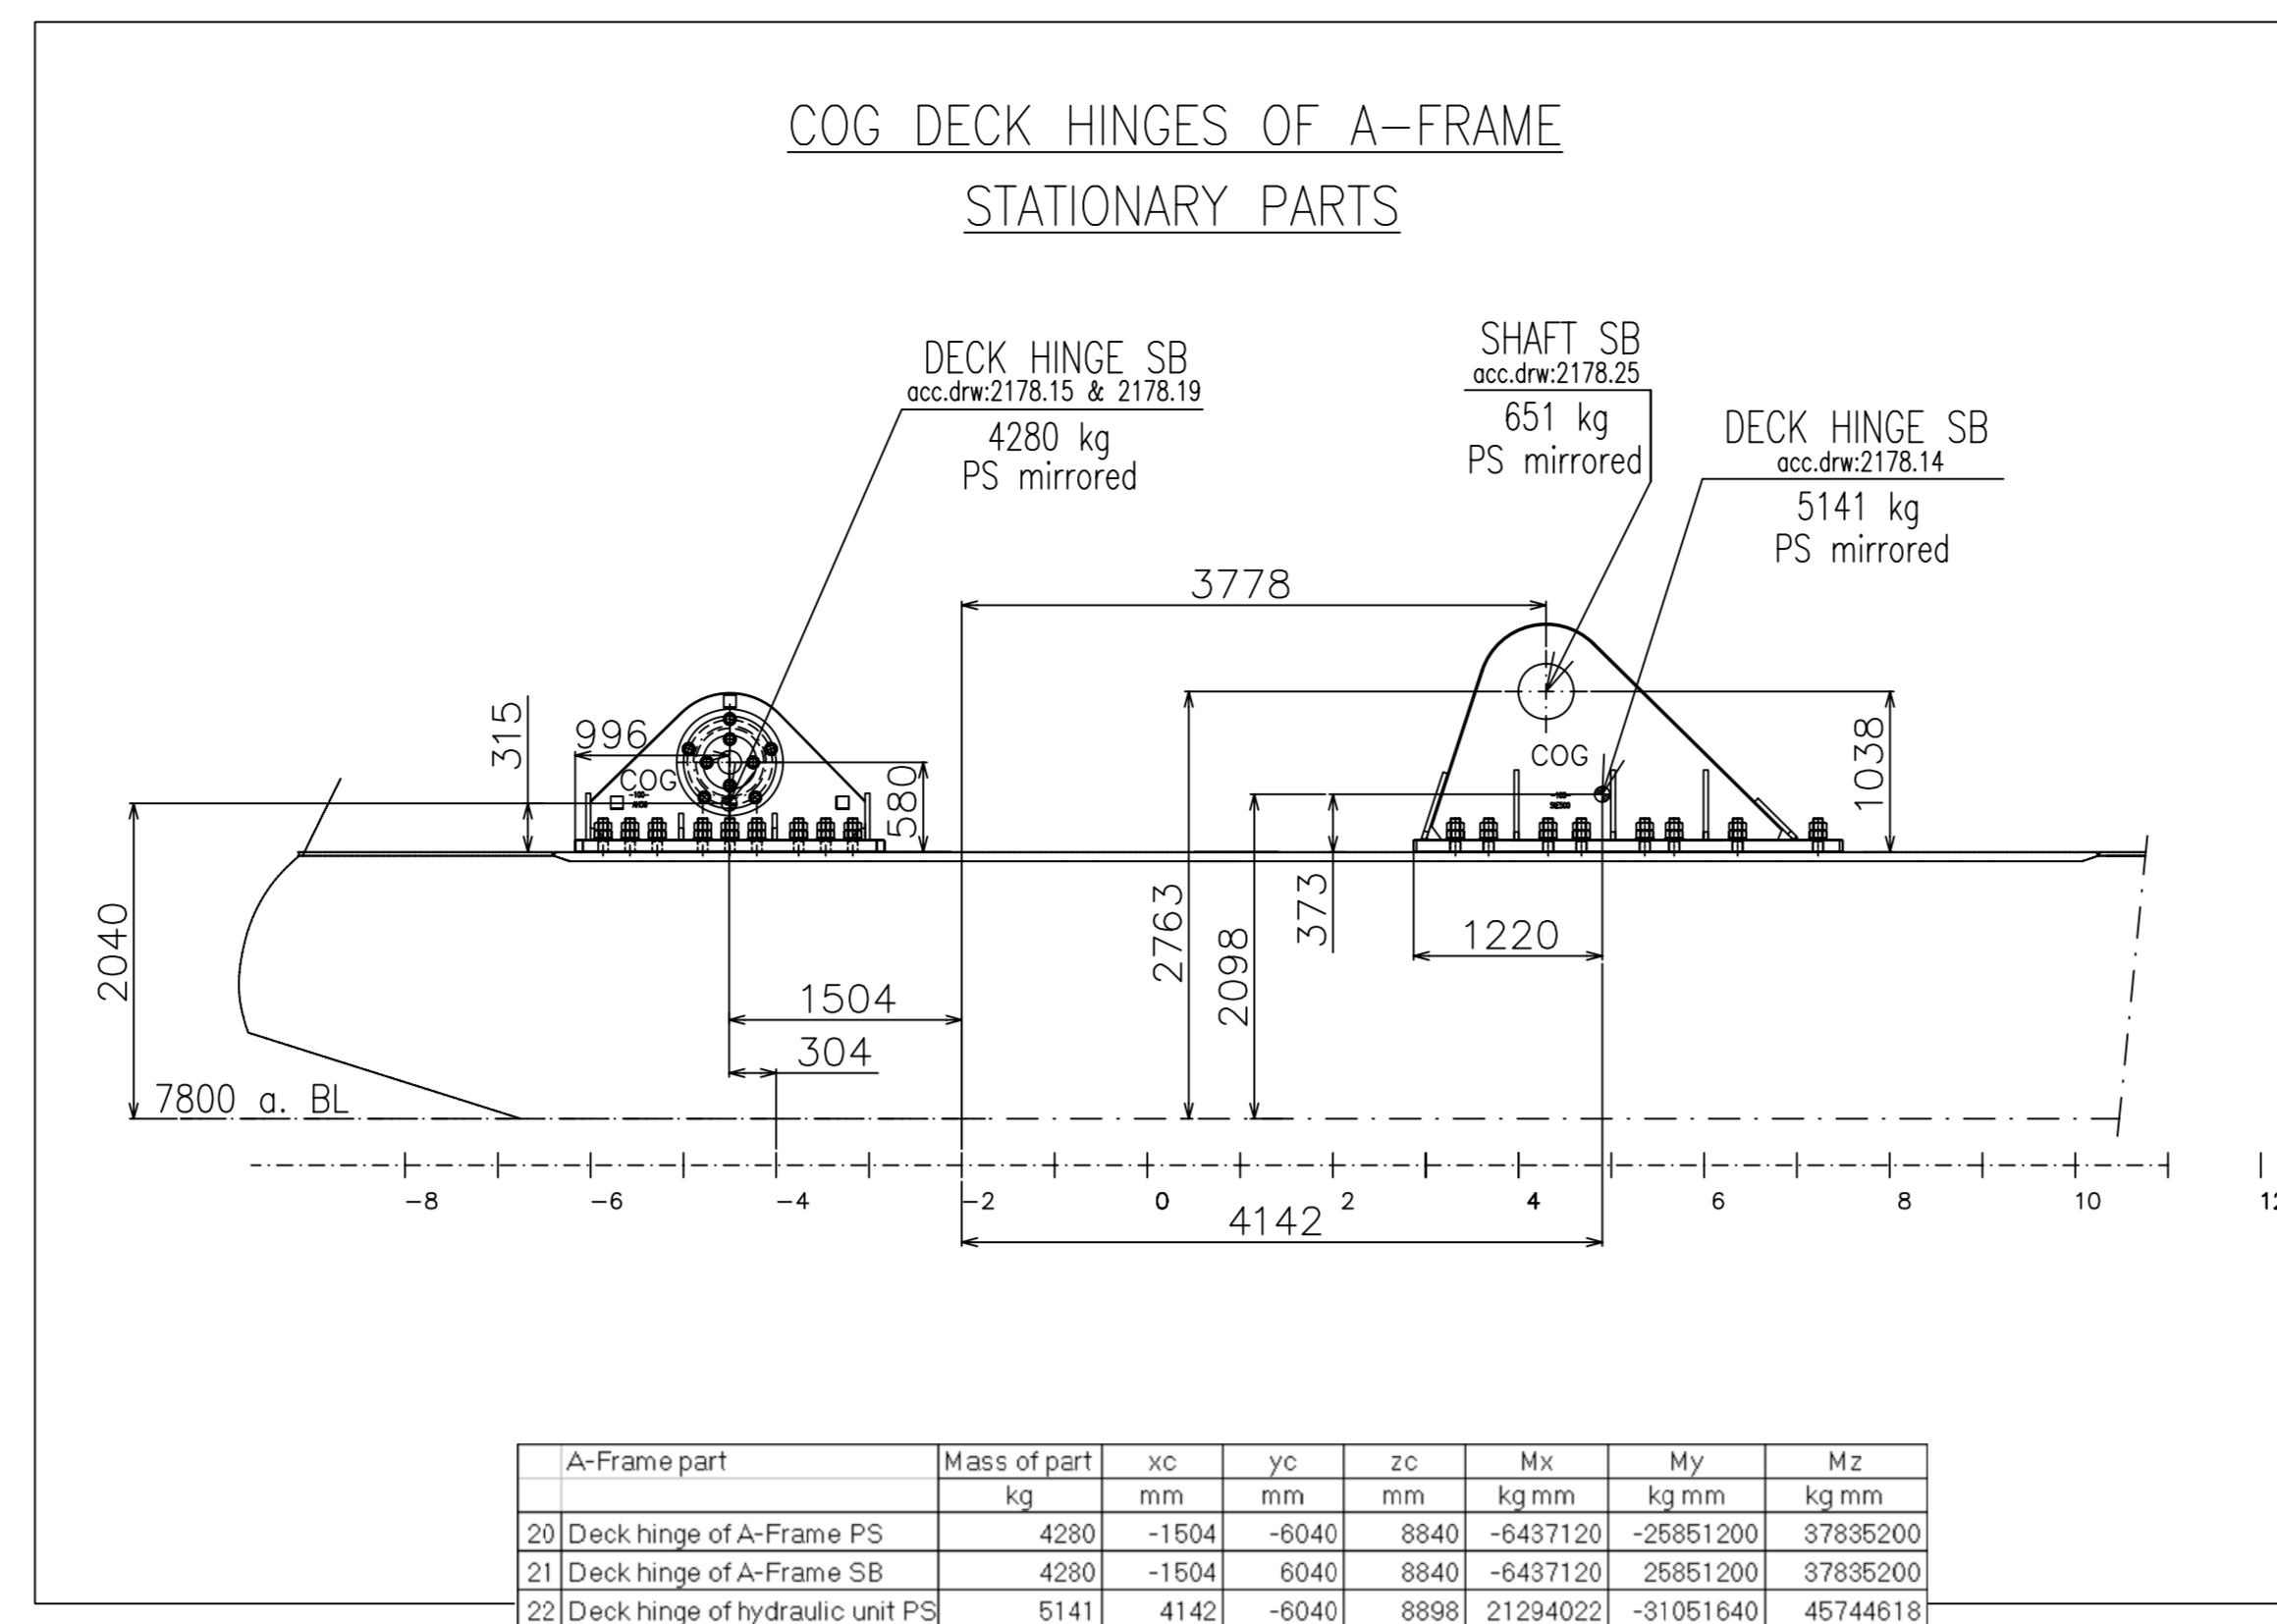 COG DECK HINGES OF A-FRAME
STATIONARY PARTS
DECK HINGE SB
acc.drw:2178.15 & 2178.19
4280 kg
PS mirrored
SHAFT SB
acc.drw:2178.25
651 kg
PS mirrored
DECK HINGE SB
acc.drw:2178.14
5141 kg
PS mirrored
3778
315
996
COG
-100-
580
COG
-100-
1038
2040
2763
2098
373
1220
1504
304
7800 a. BL
-8 -6 -4 -2 0 2 4 6 8 10 12
4142
A-Frame part Mass of part xc yc zc Mx My Mz
kg mm mm mm kg mm kg mm kg mm
20 Deck hinge of A-Frame PS 4280 -1504 -6040 8840 -6437120 -25851200 37835200
21 Deck hinge of A-Frame SB 4280 -1504 6040 8840 -6437120 25851200 37835200
22 Deck hinge of hydraulic unit PS 5141 4142 -6040 8898 21294022 -31051640 45744618